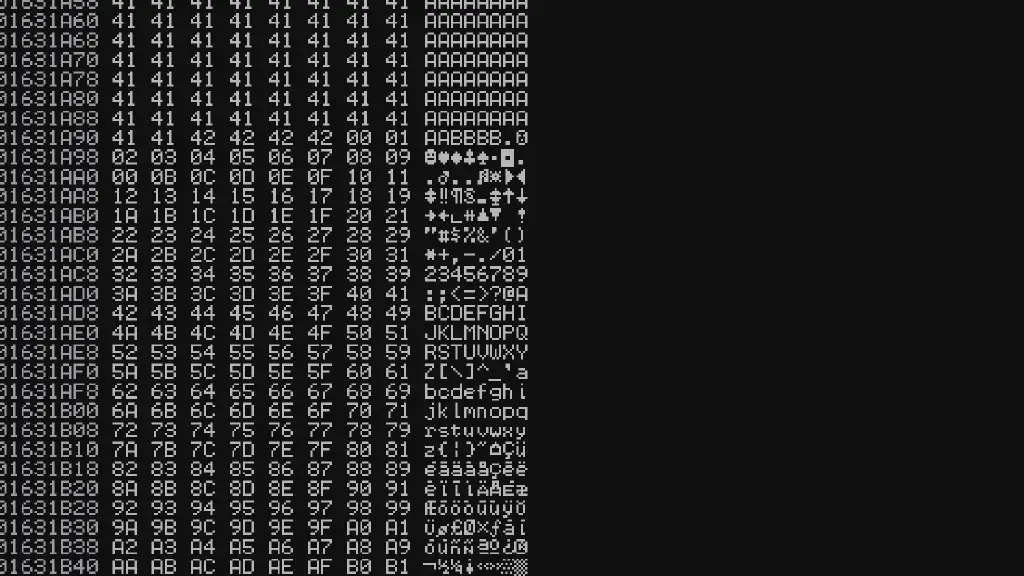 01631A58 41 41 41 41 41 41 41 41 AAAAAAAA
01631A60 41 41 41 41 41 41 41 41 AAAAAAAA
01631A68 41 41 41 41 41 41 41 41 AAAAAAAA
01631A70 41 41 41 41 41 41 41 41 AAAAAAAA
01631A78 41 41 41 41 41 41 41 41 AAAAAAAA
01631A80 41 41 41 41 41 41 41 41 AAAAAAAA
01631A88 41 41 41 41 41 41 41 41 AAAAAAAA
01631A90 41 41 42 42 42 42 00 01 AABBBB.0
01631A98 02 03 04 05 06 07 08 09 ☻♥♦♣♠•◘.
01631AA0 00 0B 0C 0D 0E 0F 10 11 .♂..♫☼►◄
01631AA8 12 13 14 15 16 17 18 19 ↕‼¶§▬↨↑↓
01631AB0 1A 1B 1C 1D 1E 1F 20 21 →←∟↔▲▼ !
01631AB8 22 23 24 25 26 27 28 29 "#$%&'()
01631AC0 2A 2B 2C 2D 2E 2F 30 31 *+,-./01
01631AC8 32 33 34 35 36 37 38 39 23456789
01631AD0 3A 3B 3C 3D 3E 3F 40 41 :;<=>?@A
01631AD8 42 43 44 45 46 47 48 49 BCDEFGHI
01631AE0 4A 4B 4C 4D 4E 4F 50 51 JKLMNOPQ
01631AE8 52 53 54 55 56 57 58 59 RSTUVWXY
01631AF0 5A 5B 5C 5D 5E 5F 60 61 Z[\]^_`a
01631AF8 62 63 64 65 66 67 68 69 bcdefghi
01631B00 6A 6B 6C 6D 6E 6F 70 71 jklmnopq
01631B08 72 73 74 75 76 77 78 79 rstuvwxy
01631B10 7A 7B 7C 7D 7E 7F 80 81 z{¦}~⌂Çü
01631B18 82 83 84 85 86 87 88 89 éâäàåçêë
01631B20 8A 8B 8C 8D 8E 8F 90 91 èïîìÄÅÉæ
01631B28 92 93 94 95 96 97 98 99 ÆôöòûùÿÖ
01631B30 9A 9B 9C 9D 9E 9F A0 A1 Üø£Ø×ƒáí
01631B38 A2 A3 A4 A5 A6 A7 A8 A9 óúñÑªº¿®
01631B40 AA AB AC AD AE AF B0 B1 ¬½¼¡«»░▒